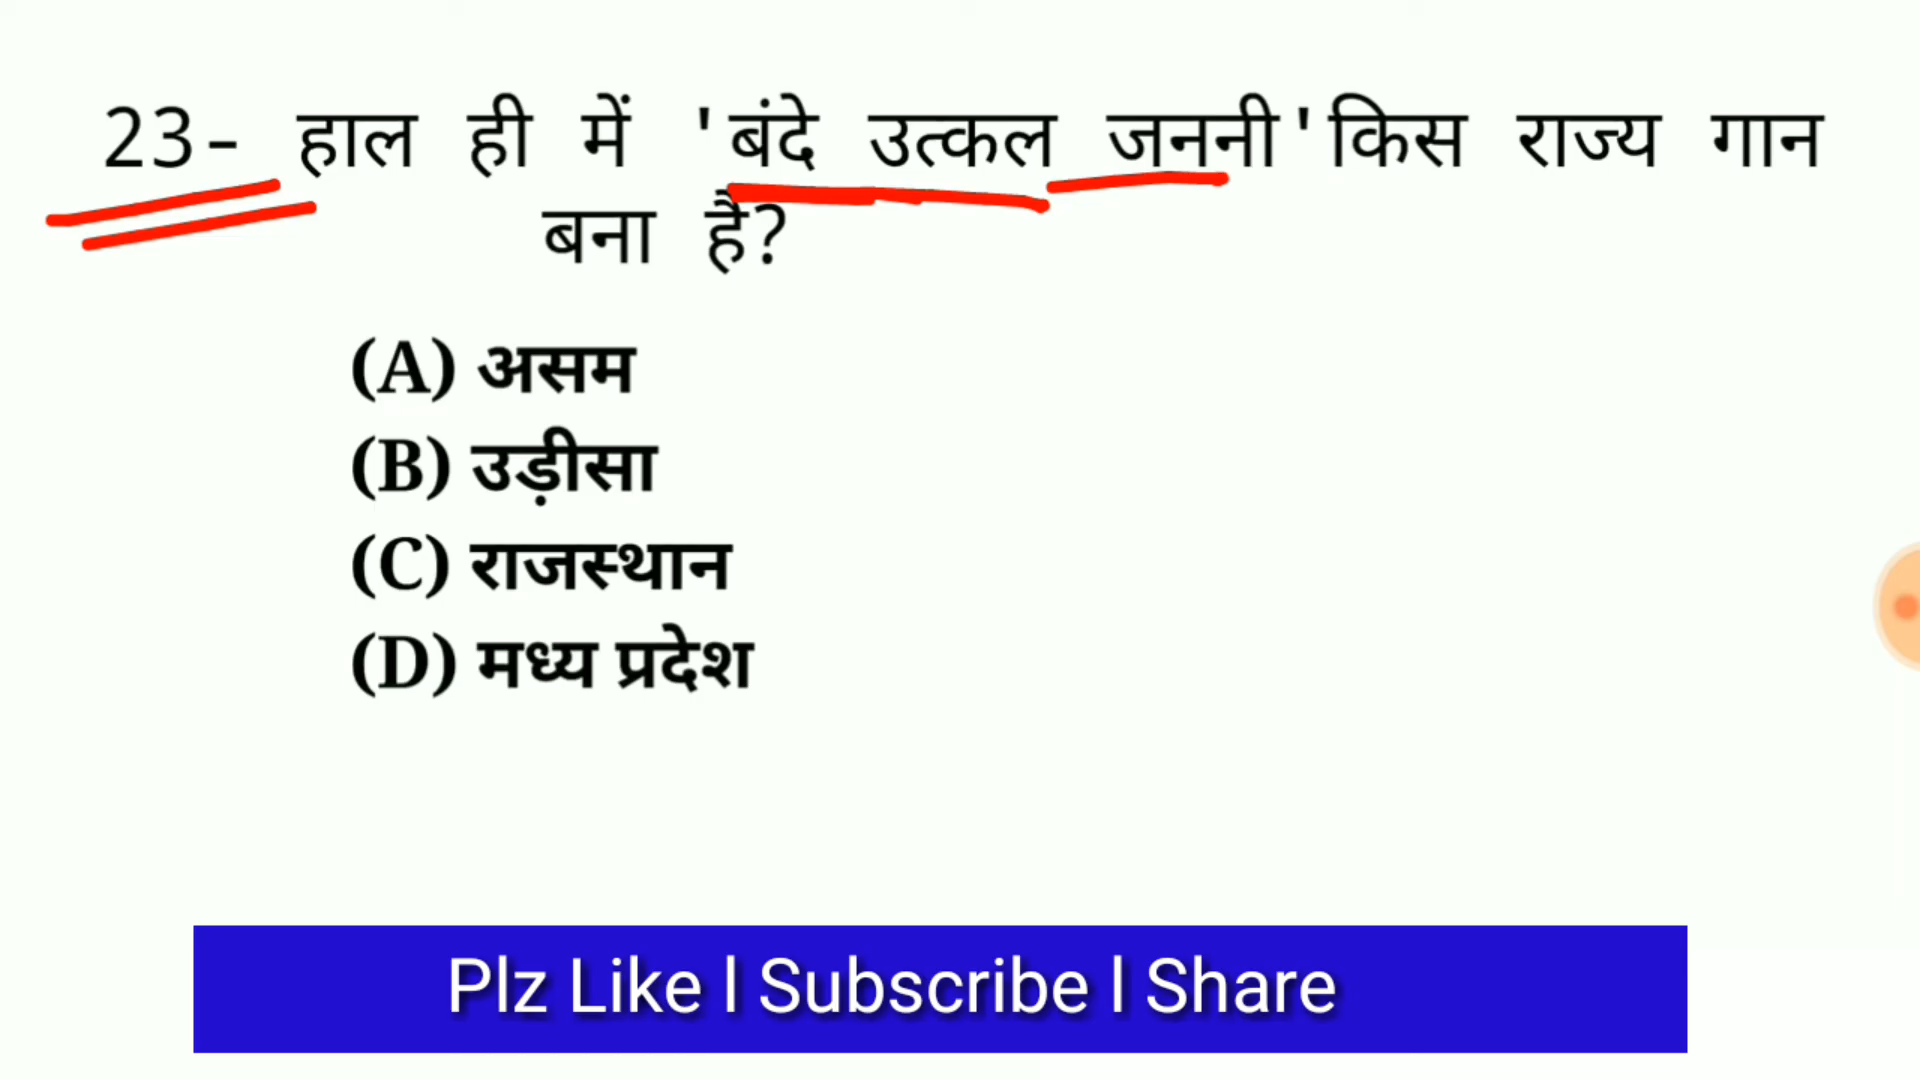 23- हाल ही में 'बंदे उत्कल जननी'किस राज्य गान
बना है?
(A) असम
(B) उड़ीसा
(C) राजस्थान
(D) मध्य प्रदेश
Plz Like l Subscribe l Share